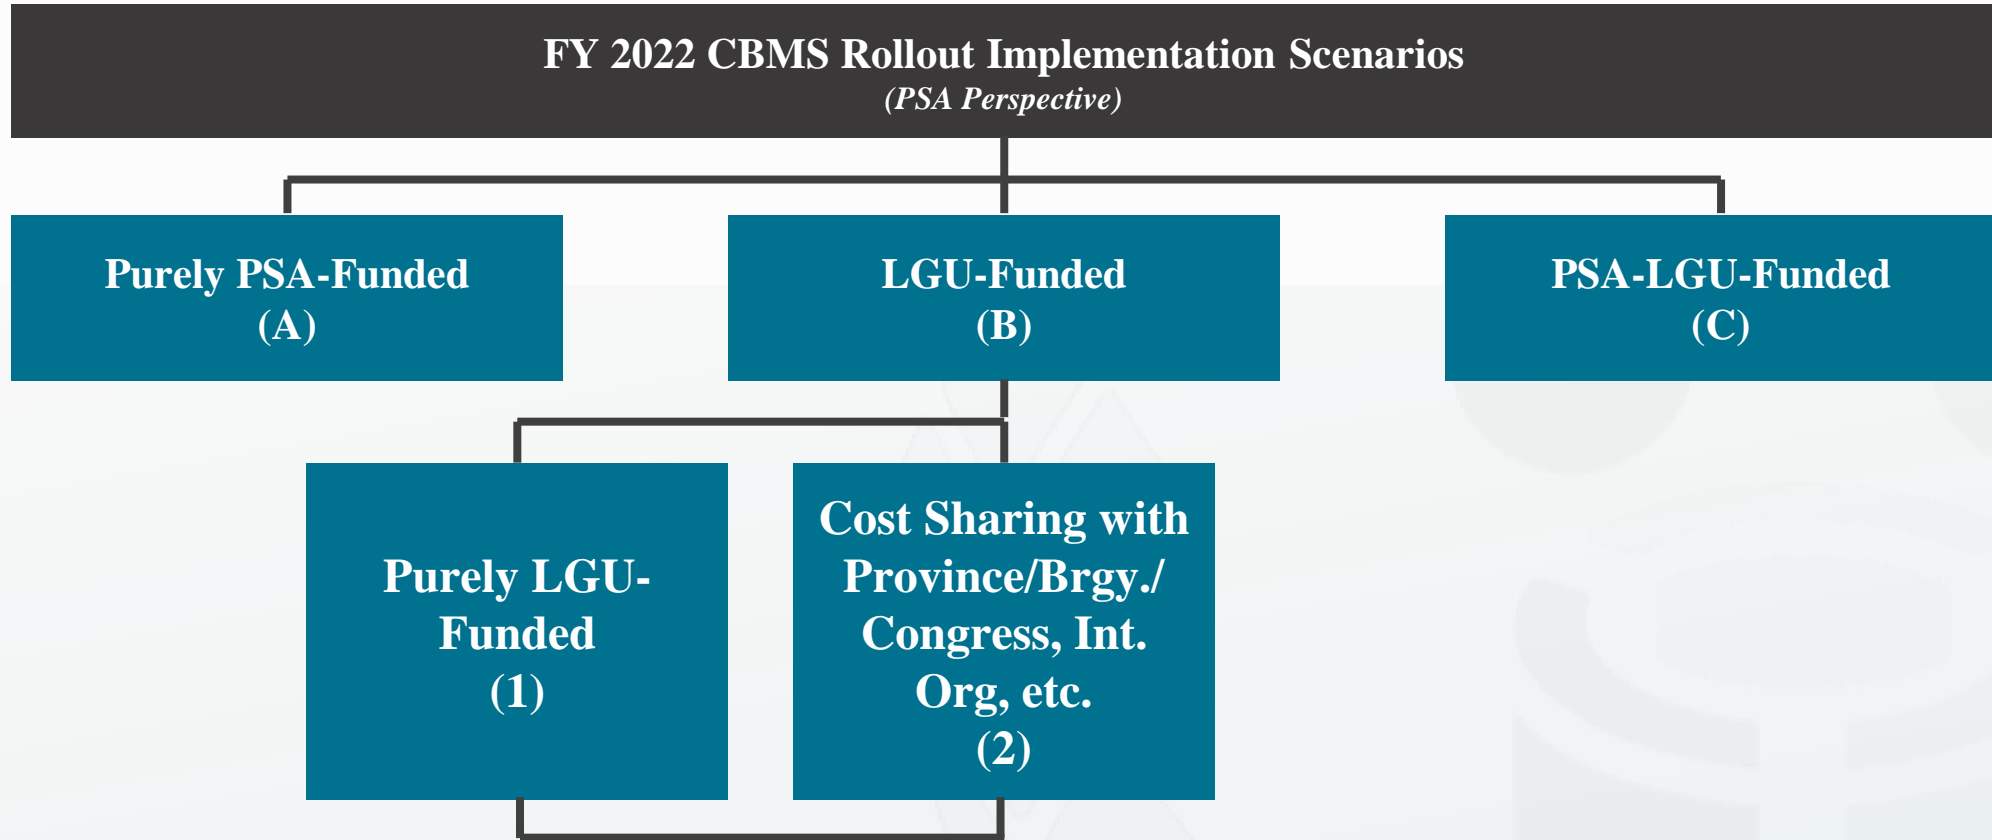 FY 2022 CBMS Rollout Implementation Scenarios
(PSA Perspective)
Purely PSA-Funded
(A)
LGU-Funded
(B)
PSA-LGU-Funded
(C)
Purely LGU-
Funded
(1)
Cost Sharing with
Province/Brgy./
Congress, Int.
Org, etc.
(2)